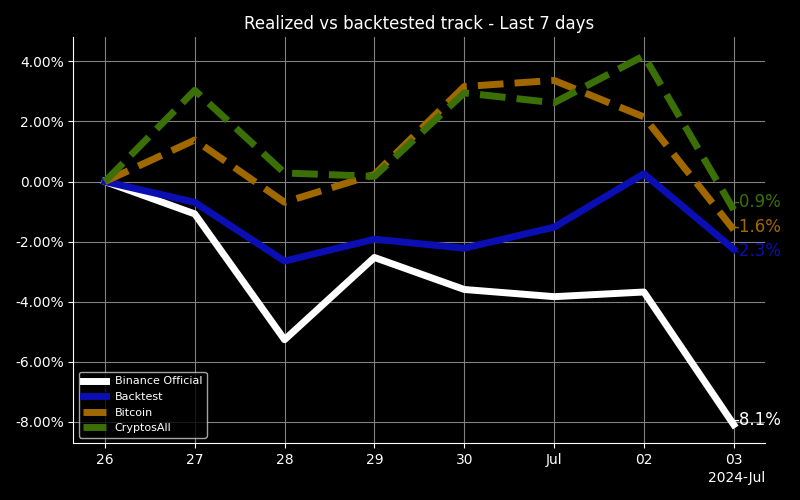 Realized vs backtested track - Last 7 days
4.00%
2.00%
0.00%
-2.00%
-4.00%
-6.00%
-8.00%
-0.9%
-1.6%
-2.3%
-8.1%
Binance Official
Backtest
Bitcoin
CryptosAll
26 27 28 29 30 Jul 02 03
2024-Jul